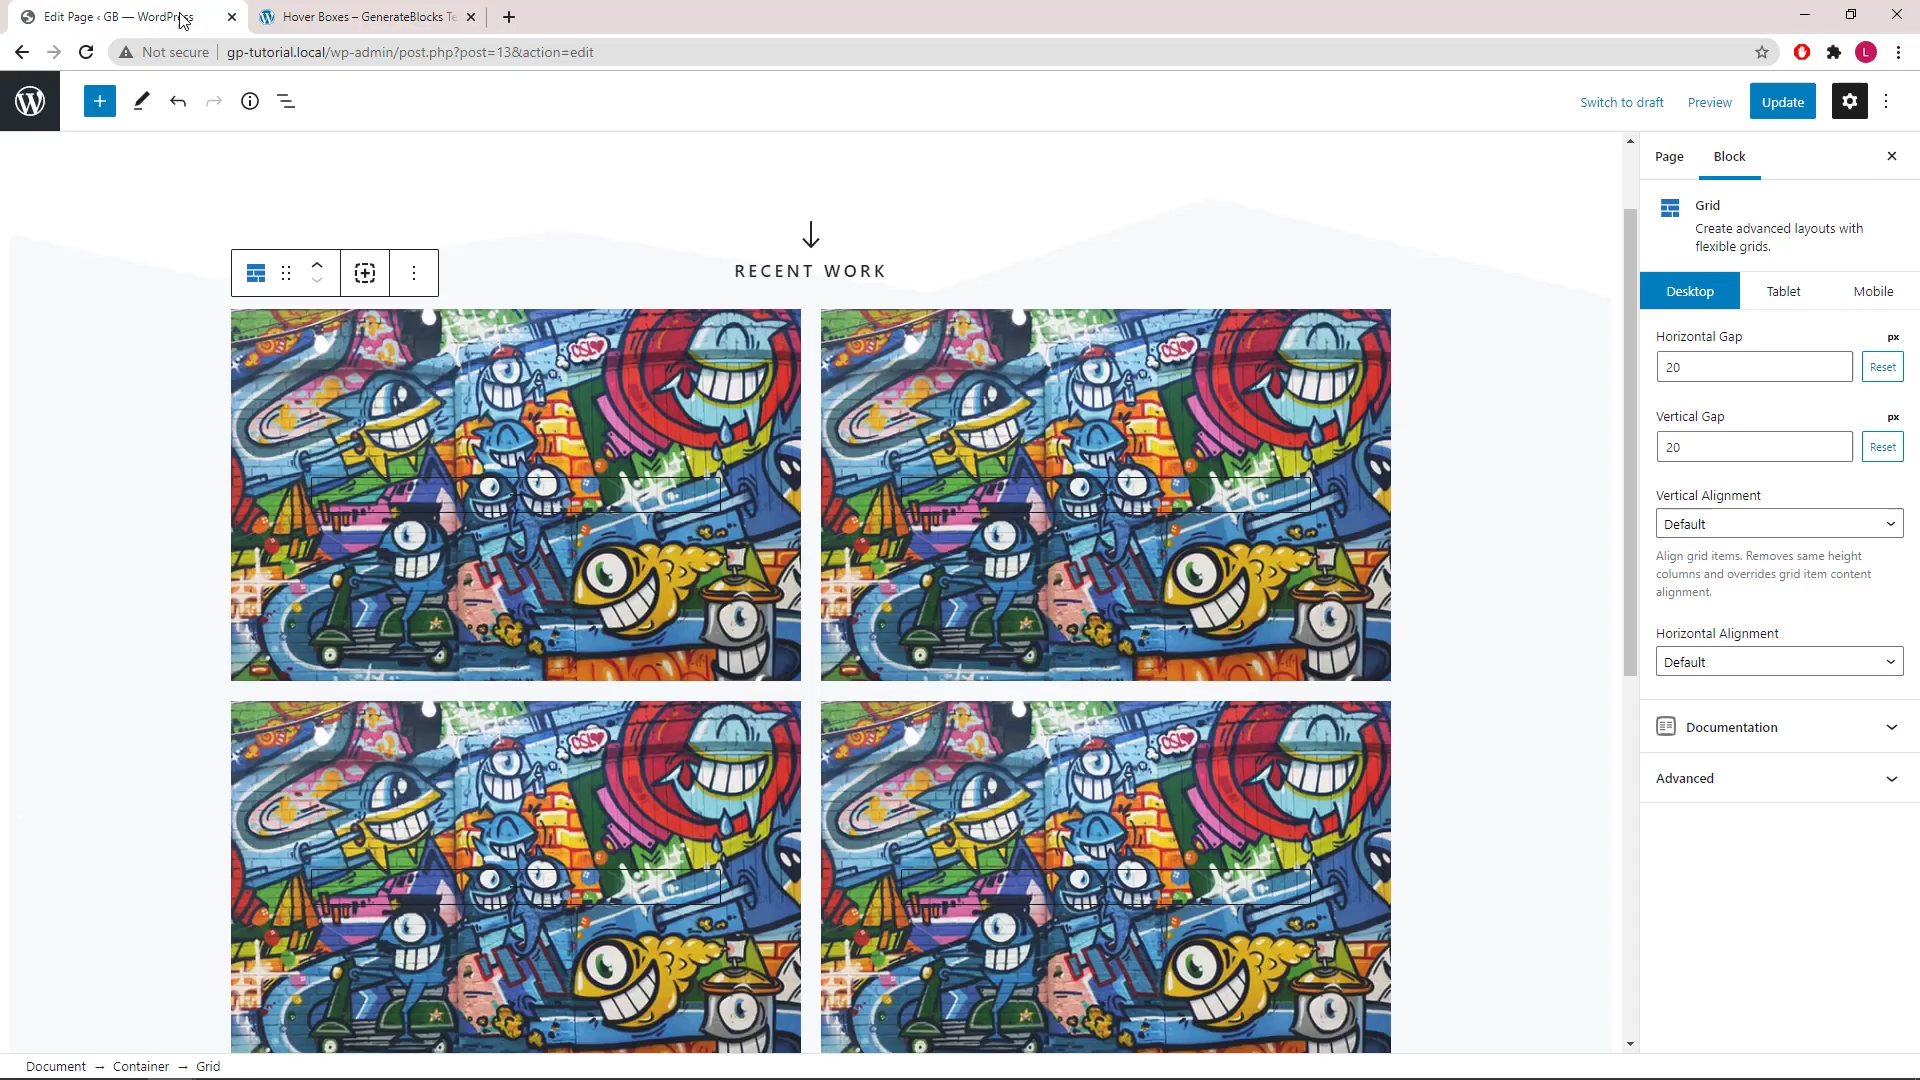 Edit Page ‹ GB — WordPress
Hover Boxes – GenerateBlocks Te
Not secure
gp-tutorial.local/wp-admin/post.php?post=13&action=edit
L
Switch to draft
Preview
Update
Page
Block
Grid
Create advanced layouts with
flexible grids.
RECENT WORK
Desktop
Tablet
Mobile
Horizontal Gap
px
20
Reset
Vertical Gap
px
20
Reset
Vertical Alignment
Default
Align grid items. Removes same height
columns and overrides grid item content
alignment.
Horizontal Alignment
Default
Documentation
Advanced
Document → Container → Grid